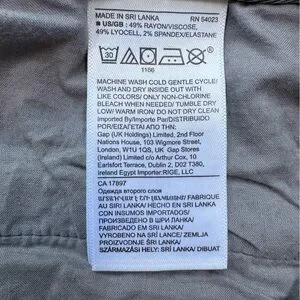 MADE IN SRI LANKA RN 54023
■ US/GB : 49% RAYON/VISCOSE,
49% LYOCELL, 2% SPANDEX/ELASTANE
30
1156
MACHINE WASH COLD GENTLE CYCLE/
WASH AND DRY INSIDE OUT WITH
LIKE COLORS/ ONLY NON-CHLORINE
BLEACH WHEN NEEDED/ TUMBLE DRY
LOW/ WARM IRON/ DO NOT DRY CLEAN
Imported By/Importe Par/Importado
POR/ΕΙΣΑΓΕΤΑΙ ΑΠΟ ΤΗΝ:
Gap (UK Holdings) Limited, 2nd Floor
Nations House, 103 Wigmore Street
London, W1U 1QS, UK Gap Stores
(Ireland) Limited c/o Arthur Cox, 10
Earlsfort Terrace, Dublin 2, D02 T380,
Ireland Egypt Importer:RIGE, LLC
CA 17897
Одежда второго слоя
AU SRI LANKA/ HECHO EN SRI LANKA
CON INSUMOS IMPORTADOS/
ПРОИЗВЕДЕНО В ШРИ ЛАНКА/
FABRICADO EM SRI LANKA/
VYROBENO NA SRÍ LANCE/ ZEMLJA
PROIZVODNJE ŠRI LANKA/
SZÁRMAZÁSI HELY: SRÍ LANKA/ DIBUAT